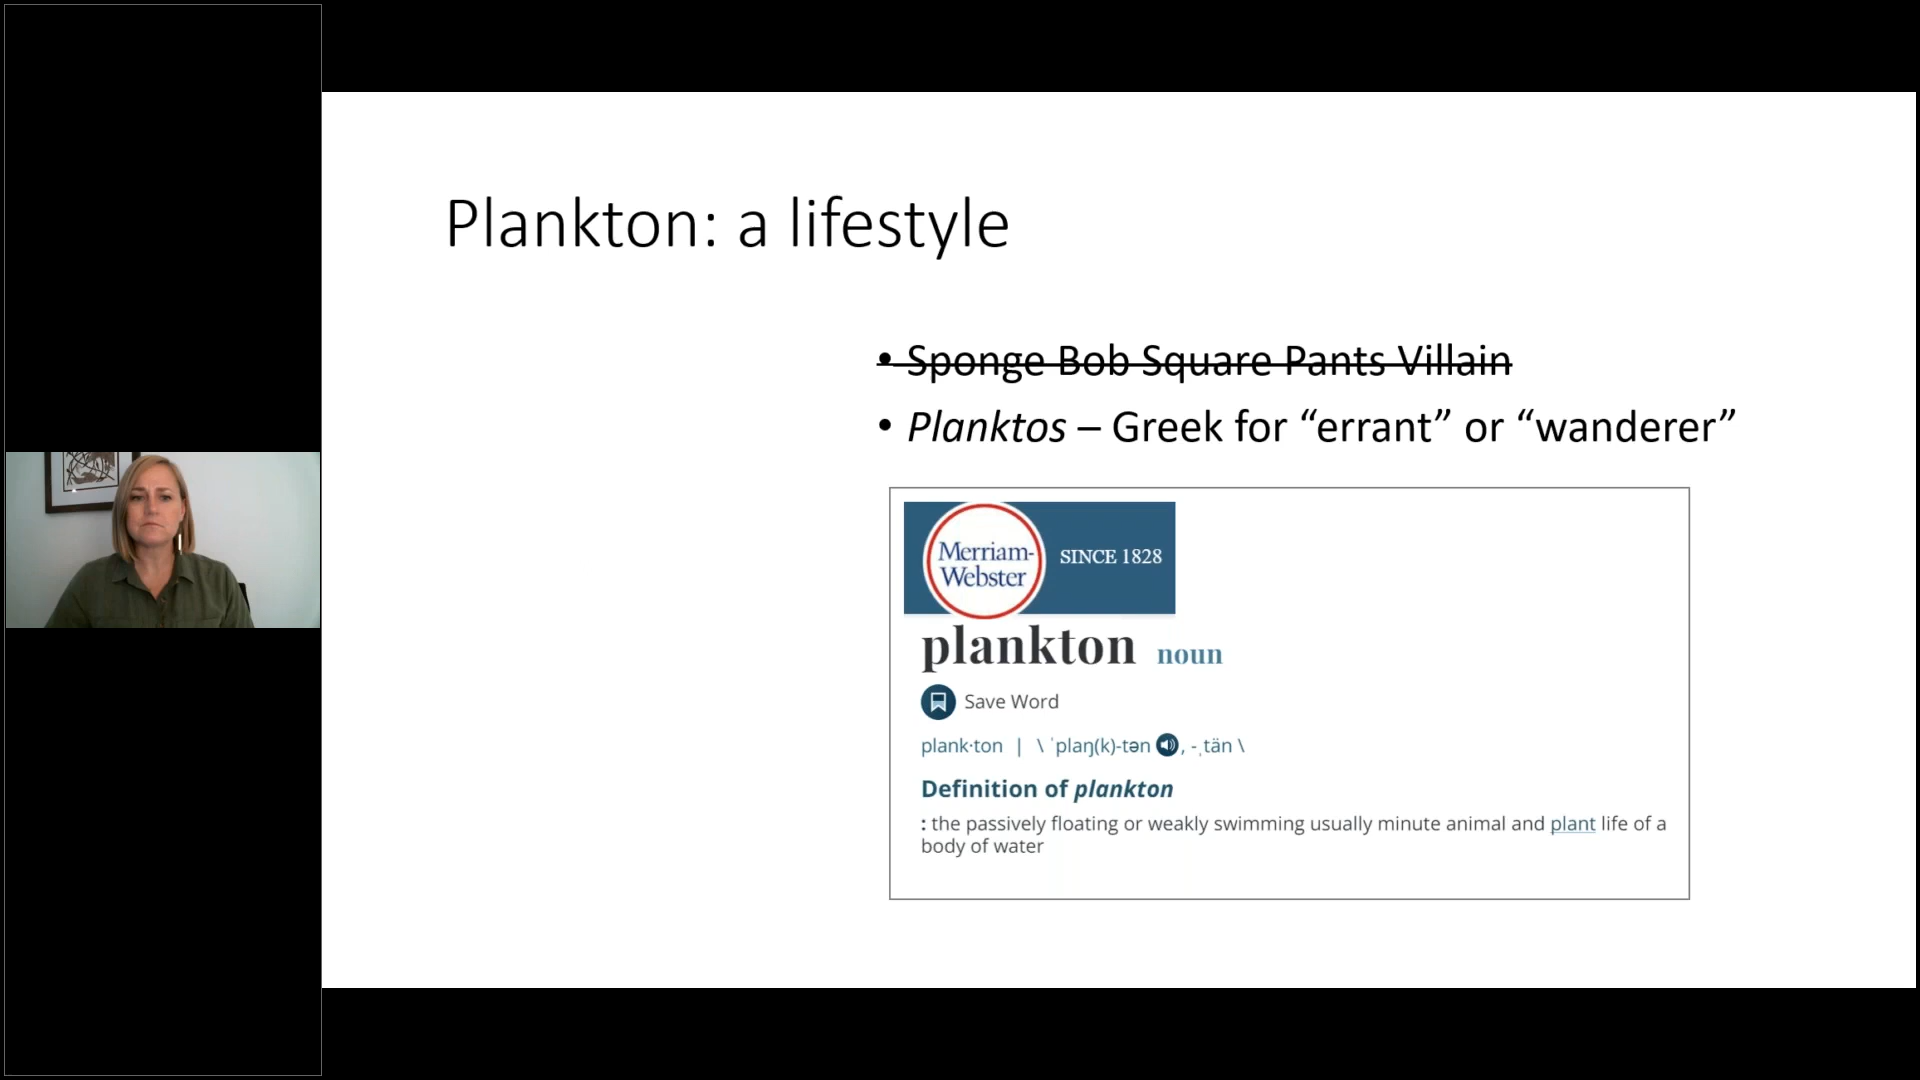 Plankton: a lifestyle
• Sponge Bob Square Pants Villain
• Planktos – Greek for “errant” or “wanderer”
Merriam-
Webster
SINCE 1828
plankton noun
Save Word
plank·ton | \ ˈplaŋ(k)-tən , -ˌtän \
Definition of plankton
: the passively floating or weakly swimming usually minute animal and plant life of a
body of water